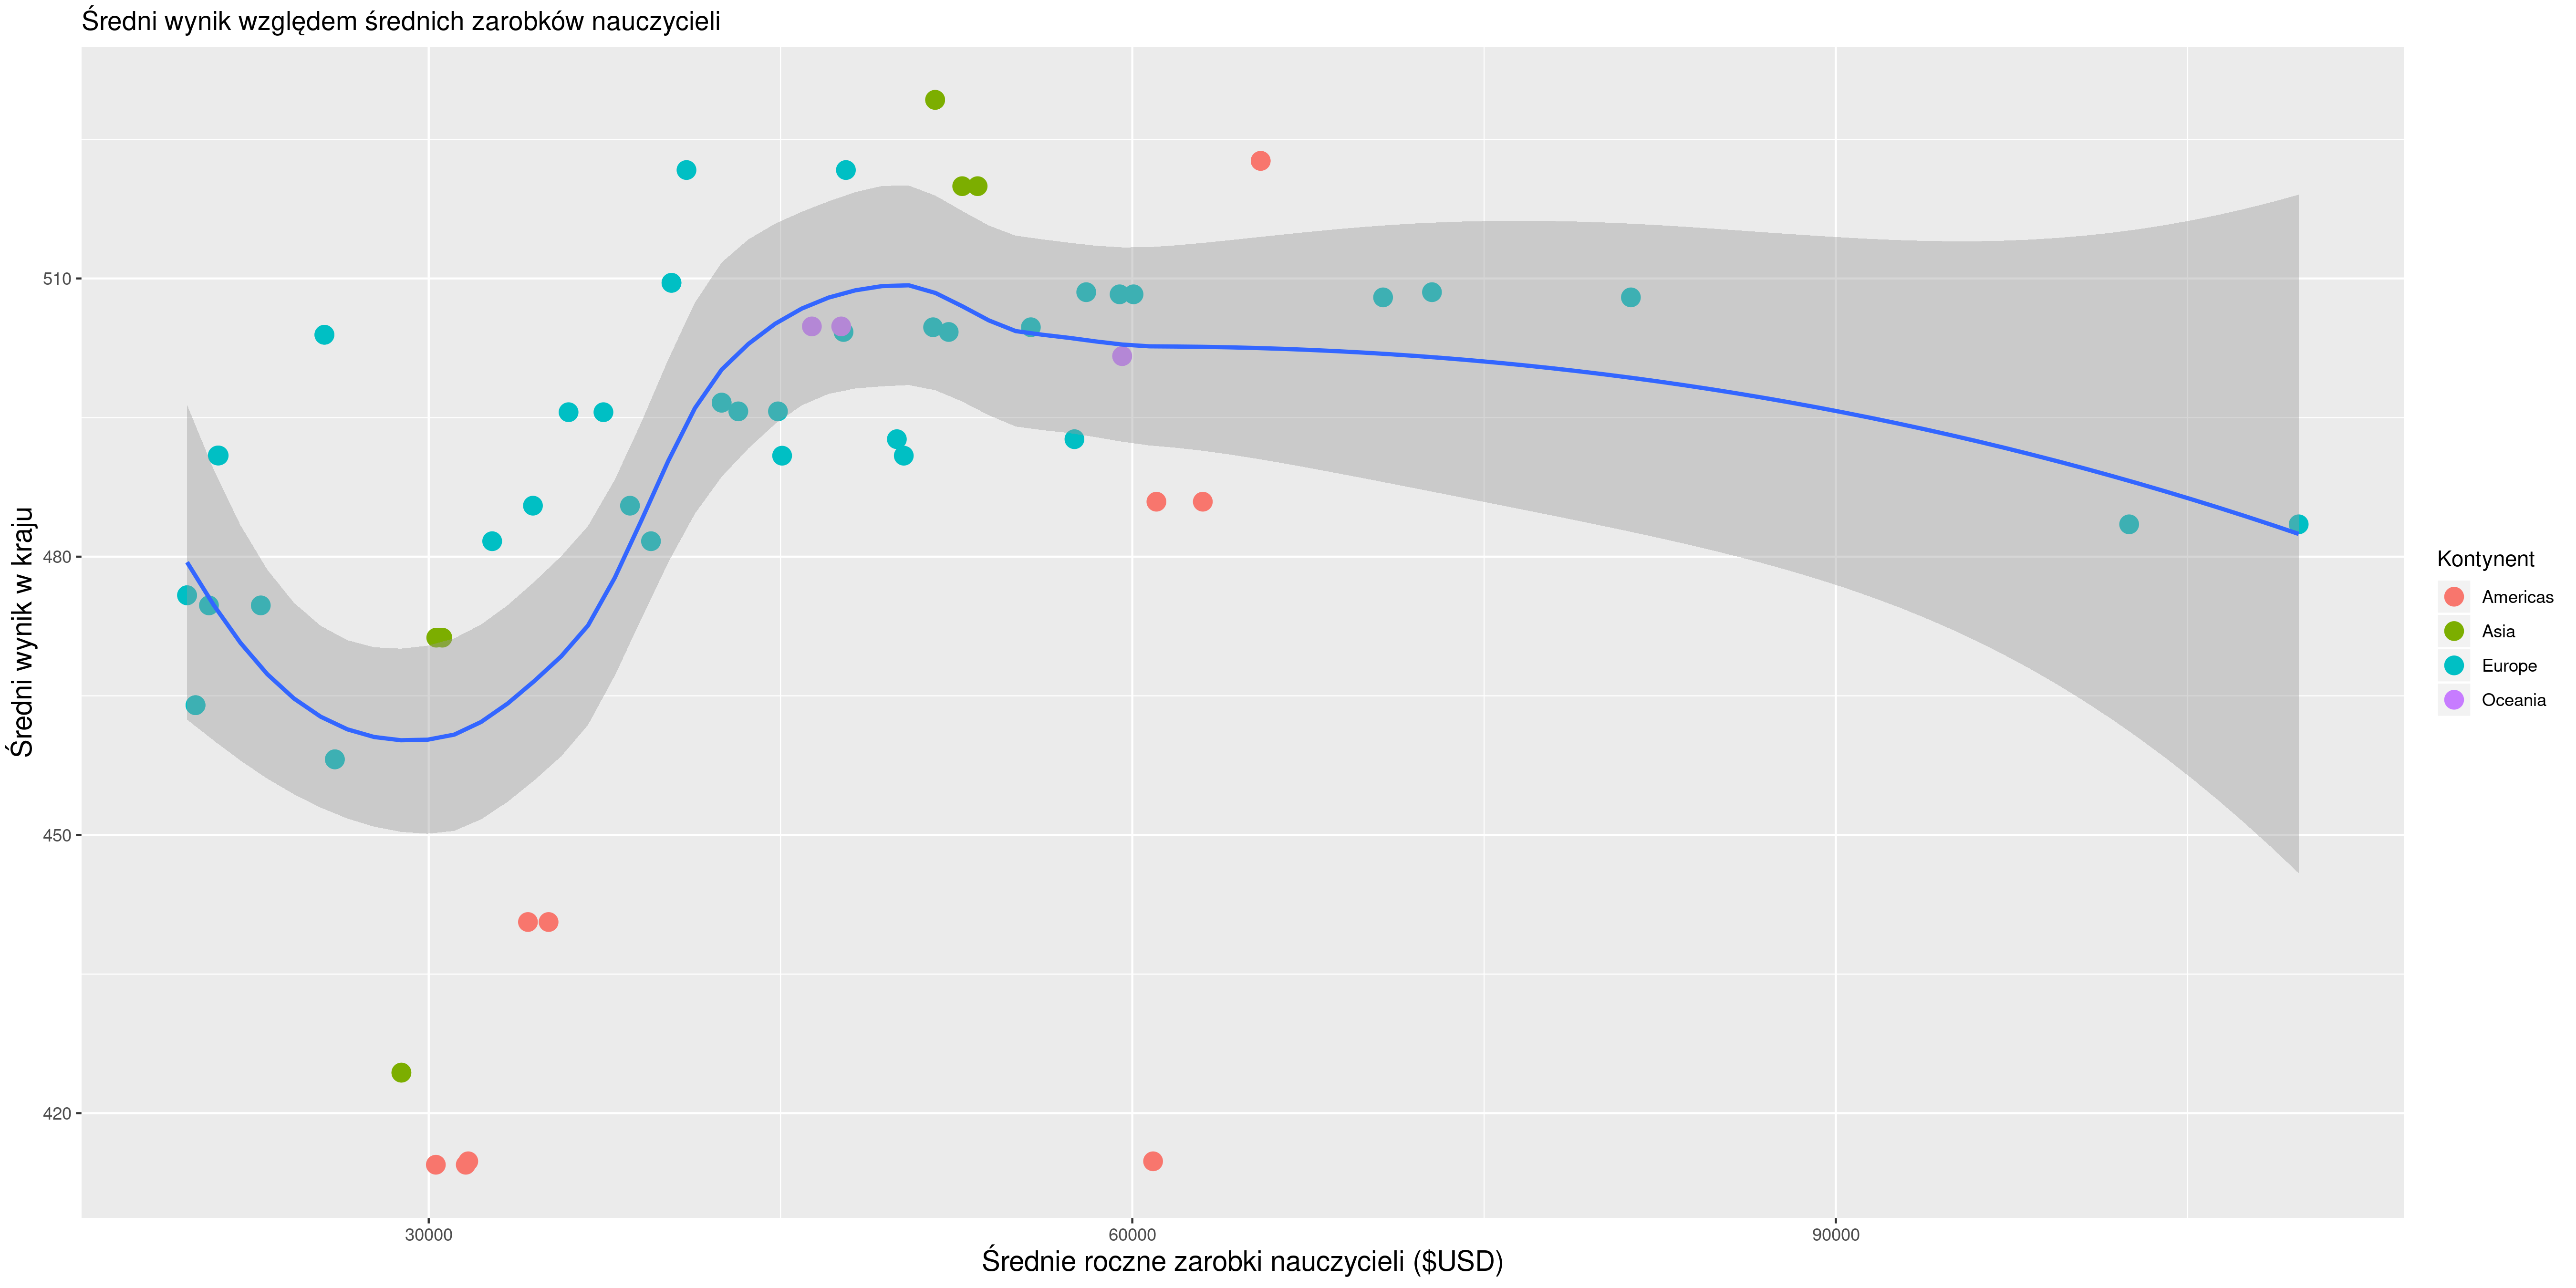 Średni wynik względem średnich zarobków nauczycieli
Średni wynik w kraju
510
480
450
420
30000
60000
90000
Średnie roczne zarobki nauczycieli ($USD)
Kontynent
Americas
Asia
Europe
Oceania